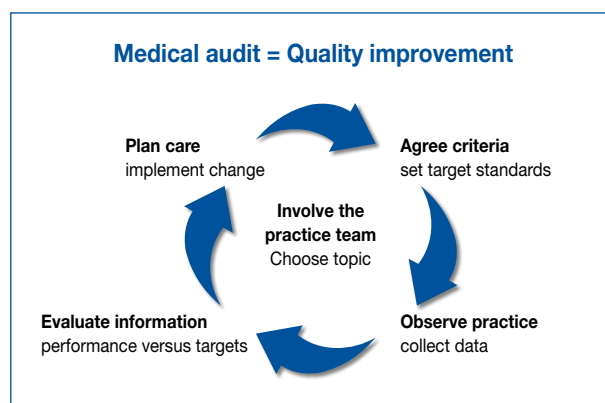 Medical audit = Quality improvement
Plan care
implement change
Agree criteria
set target standards
Involve the
practice team
Choose topic
Evaluate information
performance versus targets
Observe practice
collect data